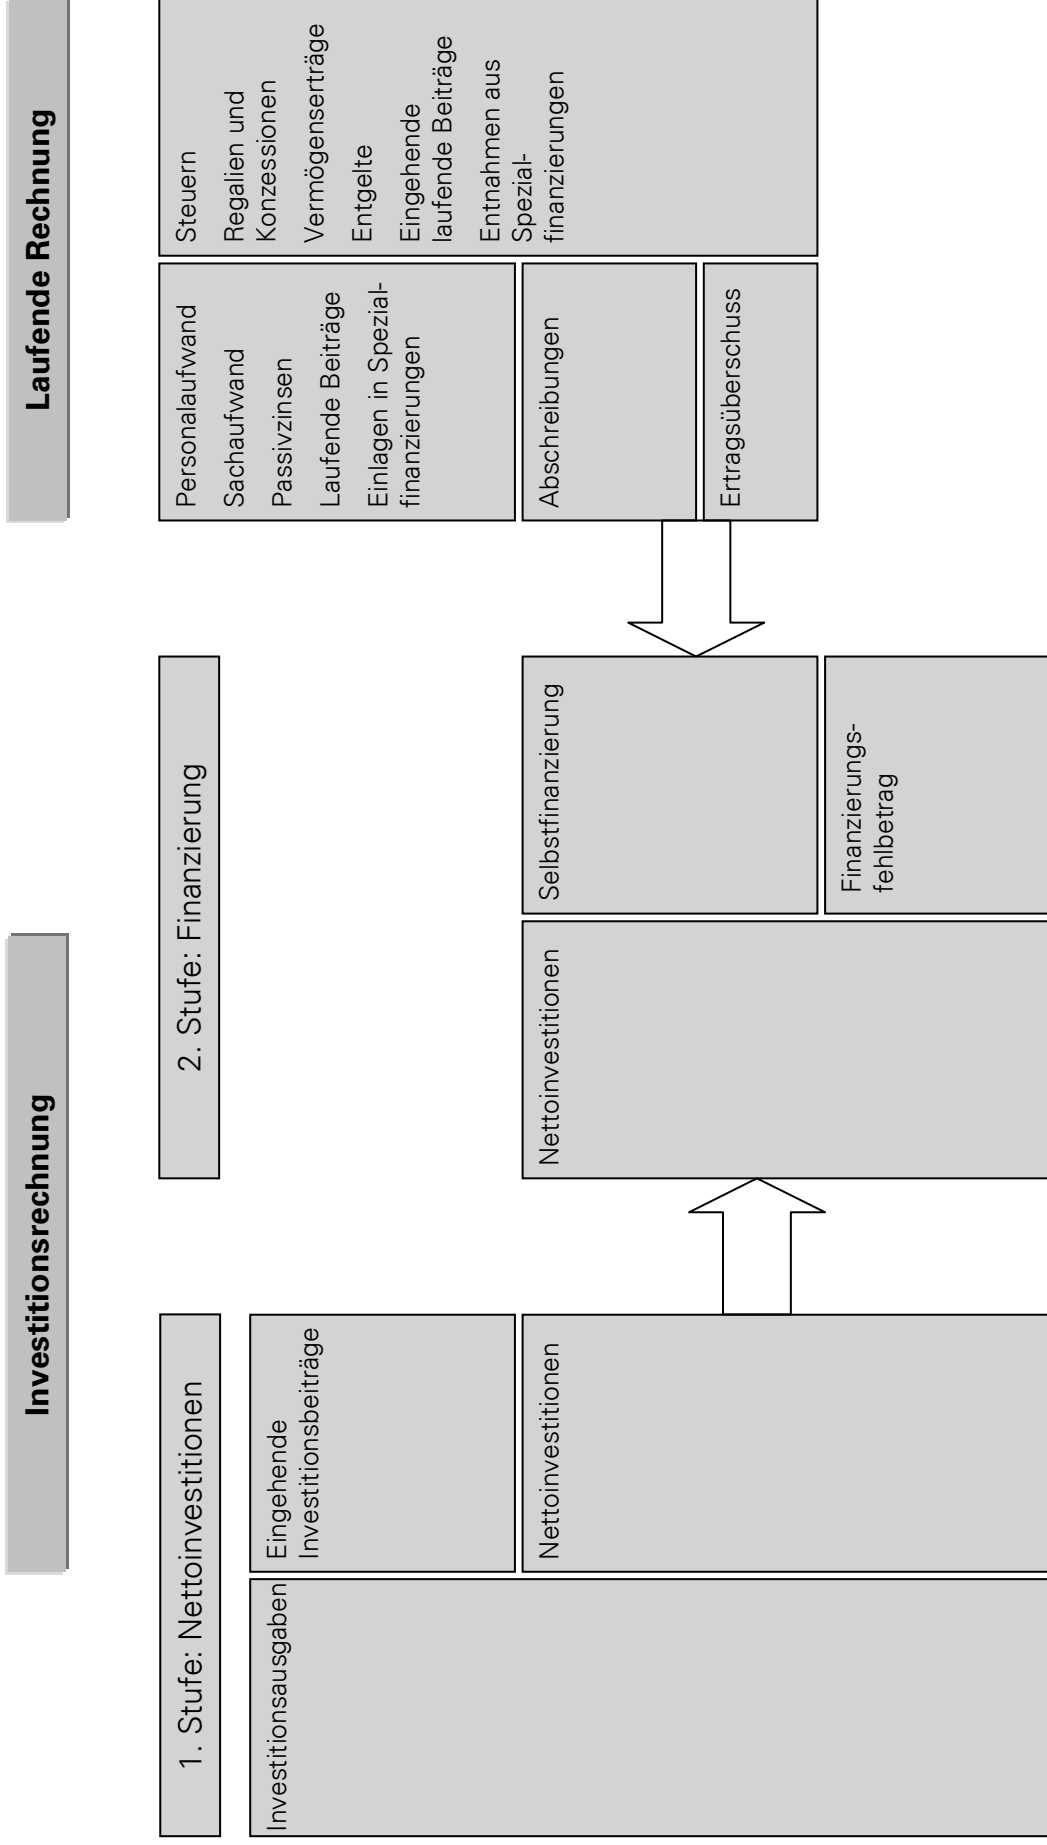 Investitionsrechnung
Laufende Rechnung
1. Stufe: Nettoinvestitionen
2. Stufe: Finanzierung
Investitionsausgaben
Eingehende
Investitionsbeiträge
Nettoinvestitionen
Nettoinvestitionen
Selbstfinanzierung
Finanzierungs-
fehlbetrag
Personalaufwand
Sachaufwand
Passivzinsen
Laufende Beiträge
Einlagen in Spezial-
finanzierungen
Abschreibungen
Ertragsüberschuss
Steuern
Regalien und
Konzessionen
Vermögenserträge
Entgelte
Eingehende
laufende Beiträge
Entnahmen aus
Spezial-
finanzierungen